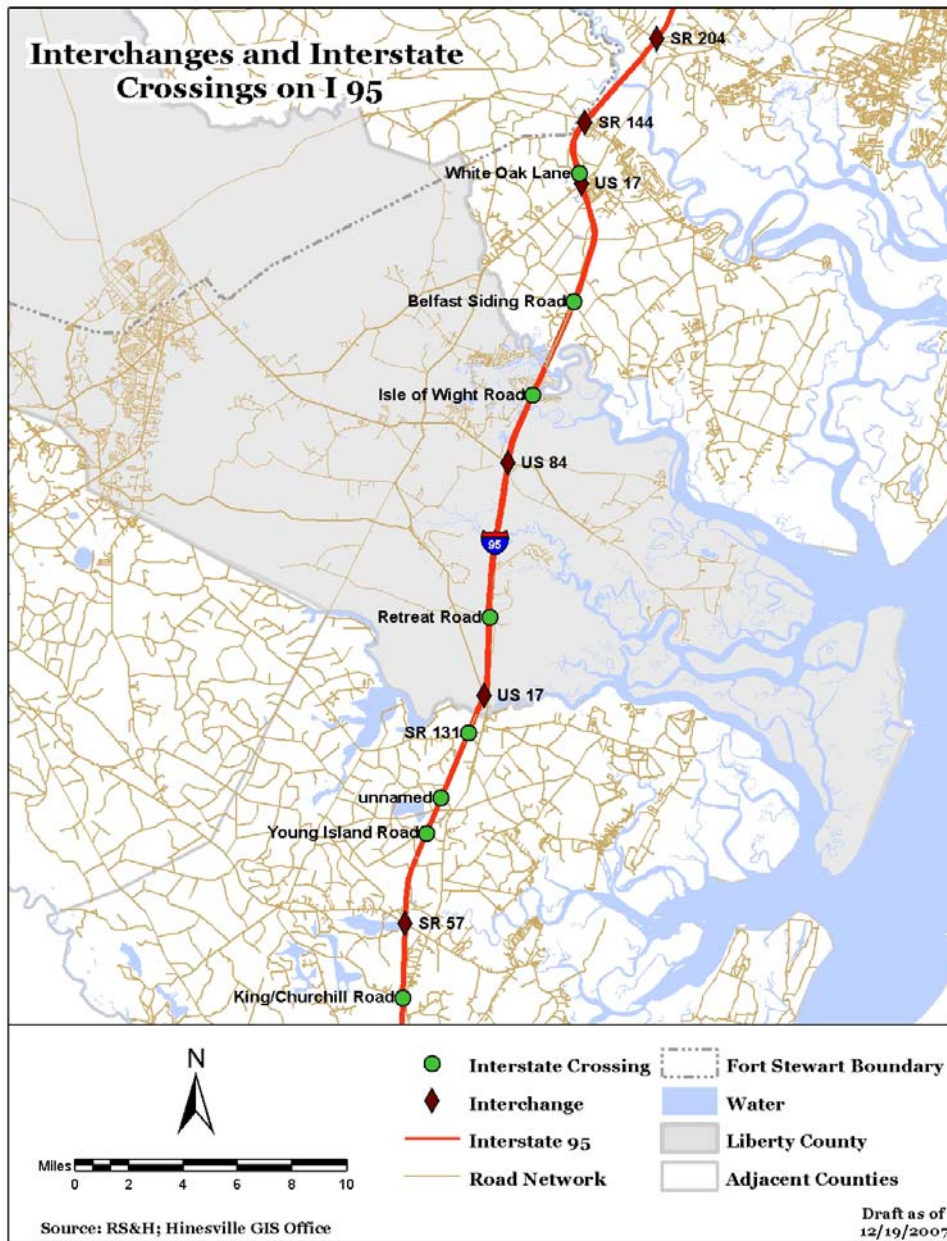 Interchanges and Interstate
Crossings on I 95
SR 204
SR 144
White Oak Lane
US 17
Belfast Siding Road
Isle of Wight Road
US 84
95
Retreat Road
US 17
SR 131
unnamed
Young Island Road
SR 57
King/Churchill Road
N
Miles
0 2 4 6 8 10
Interstate Crossing
Interchange
Interstate 95
Road Network
Fort Stewart Boundary
Water
Liberty County
Adjacent Counties
Source: RS&H; Hinesville GIS Office
Draft as of
12/19/2007